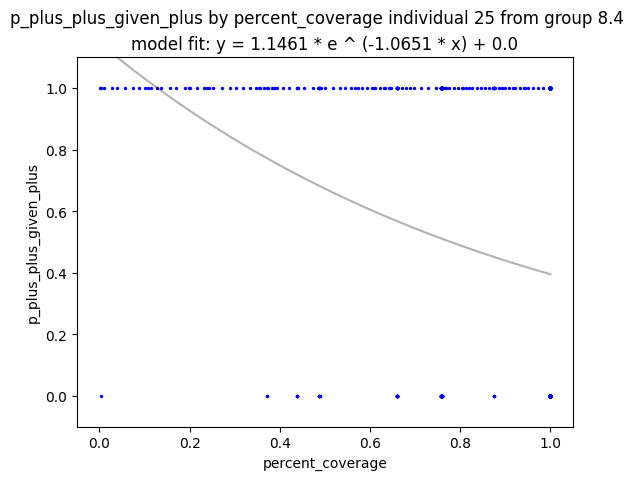 p_plus_plus_given_plus by percent_coverage individual 25 from group 8.4
model fit: y = 1.1461 * e ^ (-1.0651 * x) + 0.0
1.0
0.8
0.6
0.4
0.2
0.0
p_plus_plus_given_plus
0.0 0.2 0.4 0.6 0.8 1.0
percent_coverage